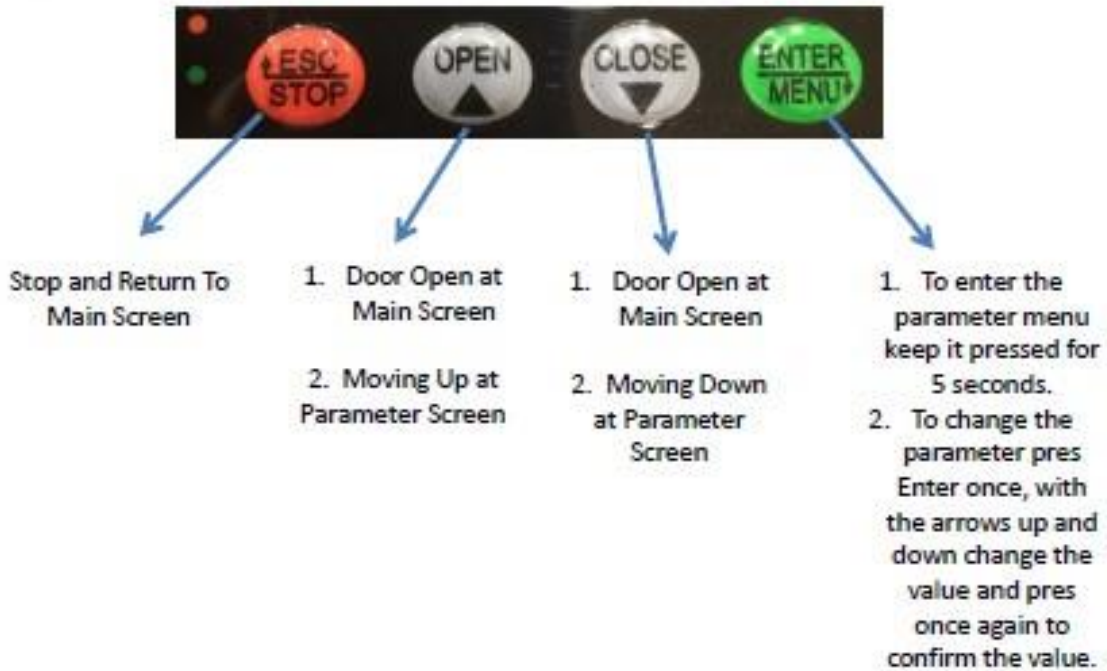 ESC
STOP
OPEN
CLOSE
ENTER
MENU
Stop and Return To
Main Screen
1. Door Open at
Main Screen
2. Moving Up at
Parameter Screen
1. Door Open at
Main Screen
2. Moving Down
at Parameter
Screen
1. To enter the
parameter menu
keep it pressed for
5 seconds.
2. To change the
parameter pres
Enter once, with
the arrows up and
down change the
value and pres
once again to
confirm the value.